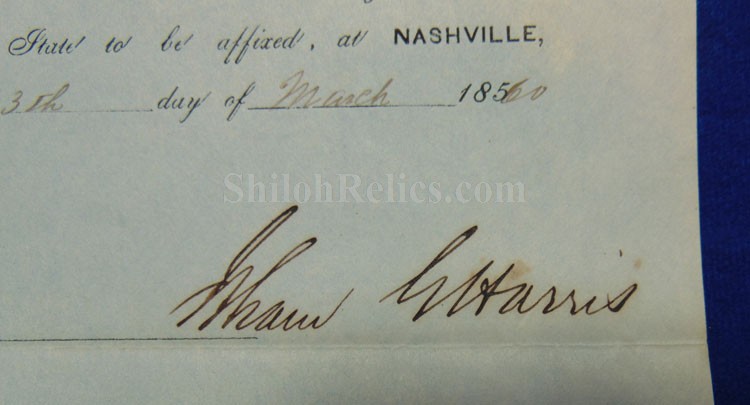 State to be affixed, at NASHVILLE,
3th day of March 1860
ShilohRelics.com
Isham G Harris